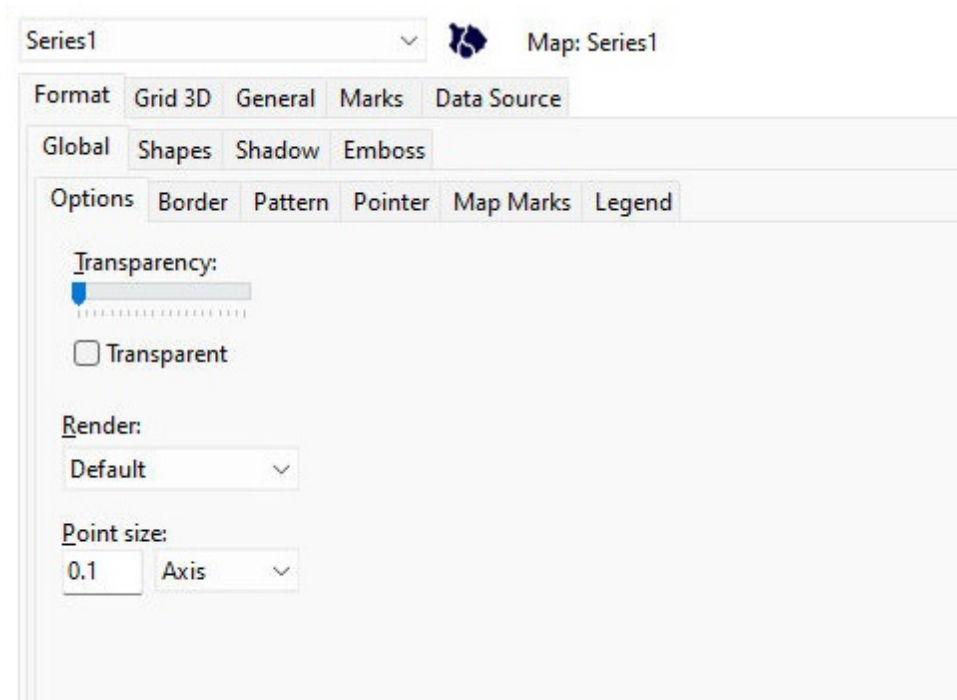 Series1 Map: Series1
Format Grid 3D General Marks Data Source
Global Shapes Shadow Emboss
Options Border Pattern Pointer Map Marks Legend
Transparency:
Transparent
Render:
Default
Point size:
0.1 Axis